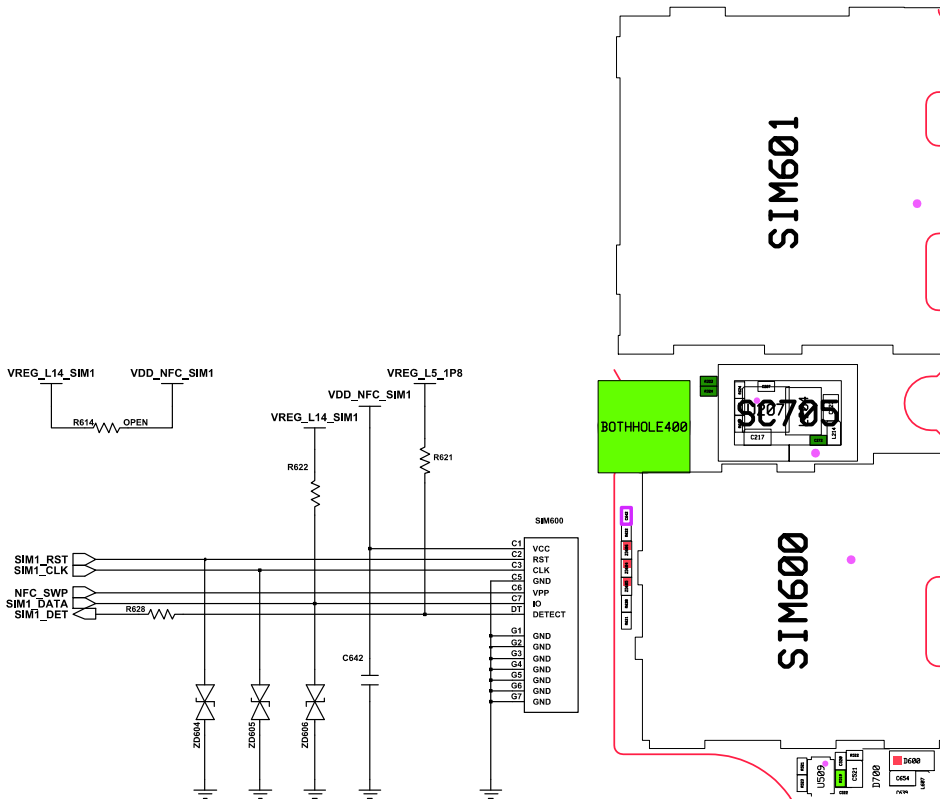 SIM601
VREG_L14_SIM1
VDD_NFC_SIM1
VREG_L5_1P8
VDD_NFC_SIM1
VREG_L14_SIM1
R614
OPEN
R622
R621
SIM600
SIM1_RST
SIM1_CLK
NFC_SWP
SIM1_DATA
SIM1_DET
R628
C1
C2
C3
C5
C6
C7
DT
G1
G2
G3
G4
G5
G6
G7
VCC
RST
CLK
GND
VPP
IO
DETECT
GND
GND
GND
GND
GND
GND
GND
C642
ZD604
ZD605
ZD606
BOTHHOLE400
SC705
C217
L214
SIM600
U509
C521
D700
D600
C654